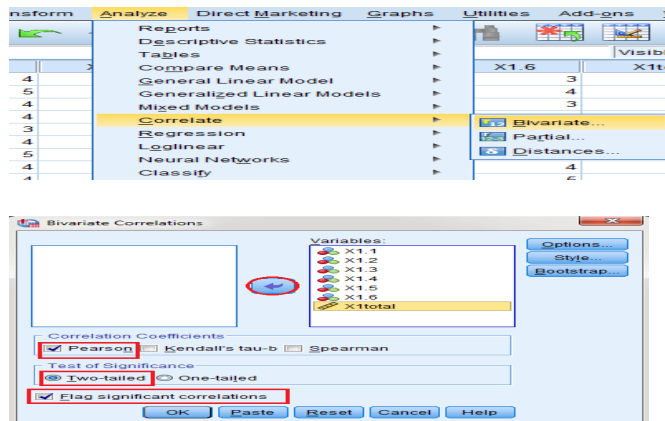 nsform Analyze Direct Marketing Graphs Utilities Add-ons
Reports
Descriptive Statistics
Tables
Compare Means
General Linear Model
Generalized Linear Models
Mixed Models
Correlate
Regression
Loglinear
Neural Networks
Classify
Visib
X1.6 X1t
4 3
5 4
4 3
3
4
5
4 4
4
Bivariate...
Partial...
Distances...
Bivariate Correlations
Variables:
X1.1
X1.2
X1.3
X1.4
X1.5
X1.6
X1total
Options...
Style...
Bootstrap...
Correlation Coefficients
Pearson Kendall's tau-b Spearman
Test of Significance
Two-tailed One-tailed
Flag significant correlations
OK Paste Reset Cancel Help